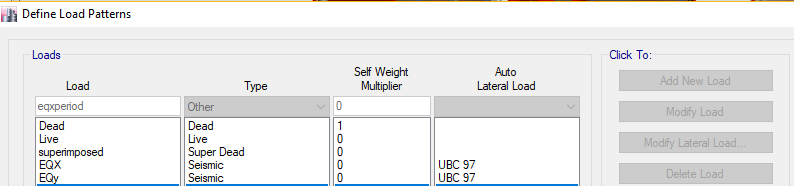 Define Load Patterns
Loads
Click To:
Load
Type
Self Weight
Multiplier
Auto
Lateral Load
eqxperiod Other 0
Add New Load
Dead Dead 1
Modify Load
Live Live 0
superimposed Super Dead 0
Modify Lateral Load...
EQX Seismic 0 UBC 97
EQy Seismic 0 UBC 97
Delete Load